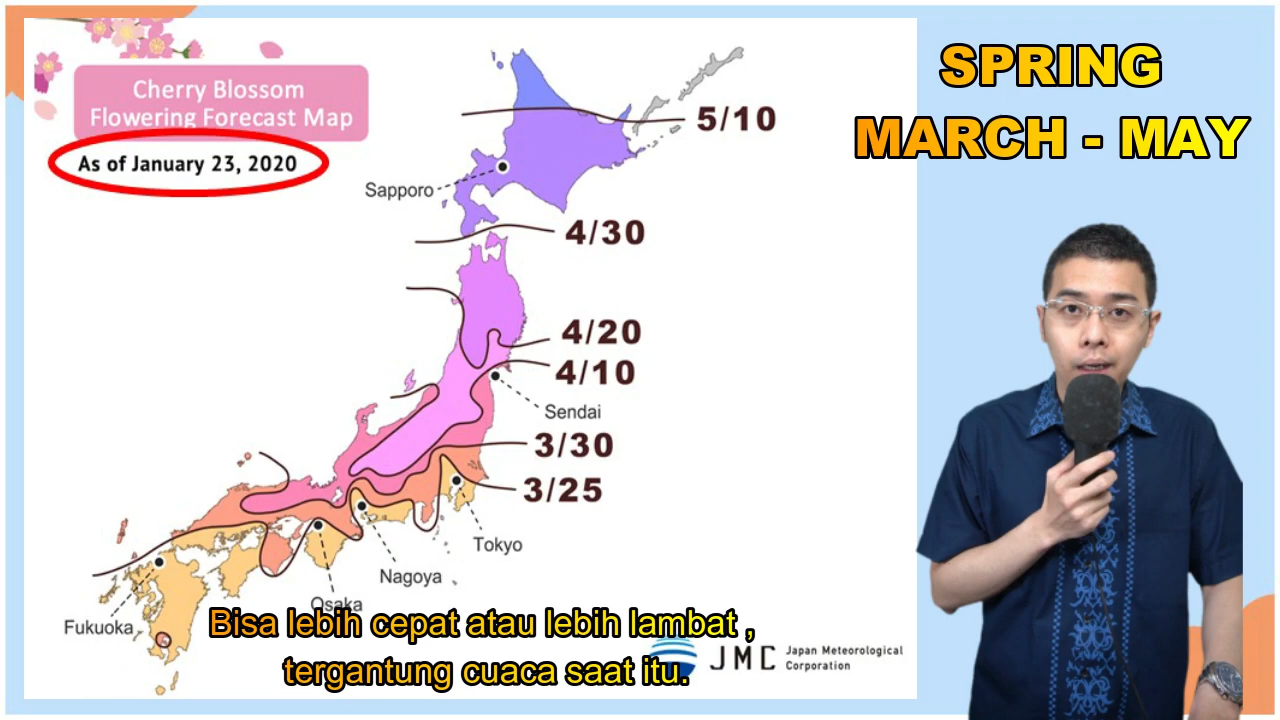 SPRING
MARCH - MAY
Cherry Blossom
Flowering Forecast Map
As of January 23, 2020
5/10
Sapporo
4/30
4/20
4/10
Sendai
3/30
3/25
Tokyo
Nagoya
Osaka
Fukuoka
Bisa lebih cepat atau lebih lambat ,
tergantung cuaca saat itu.
JMC Japan Meteorological
Corporation